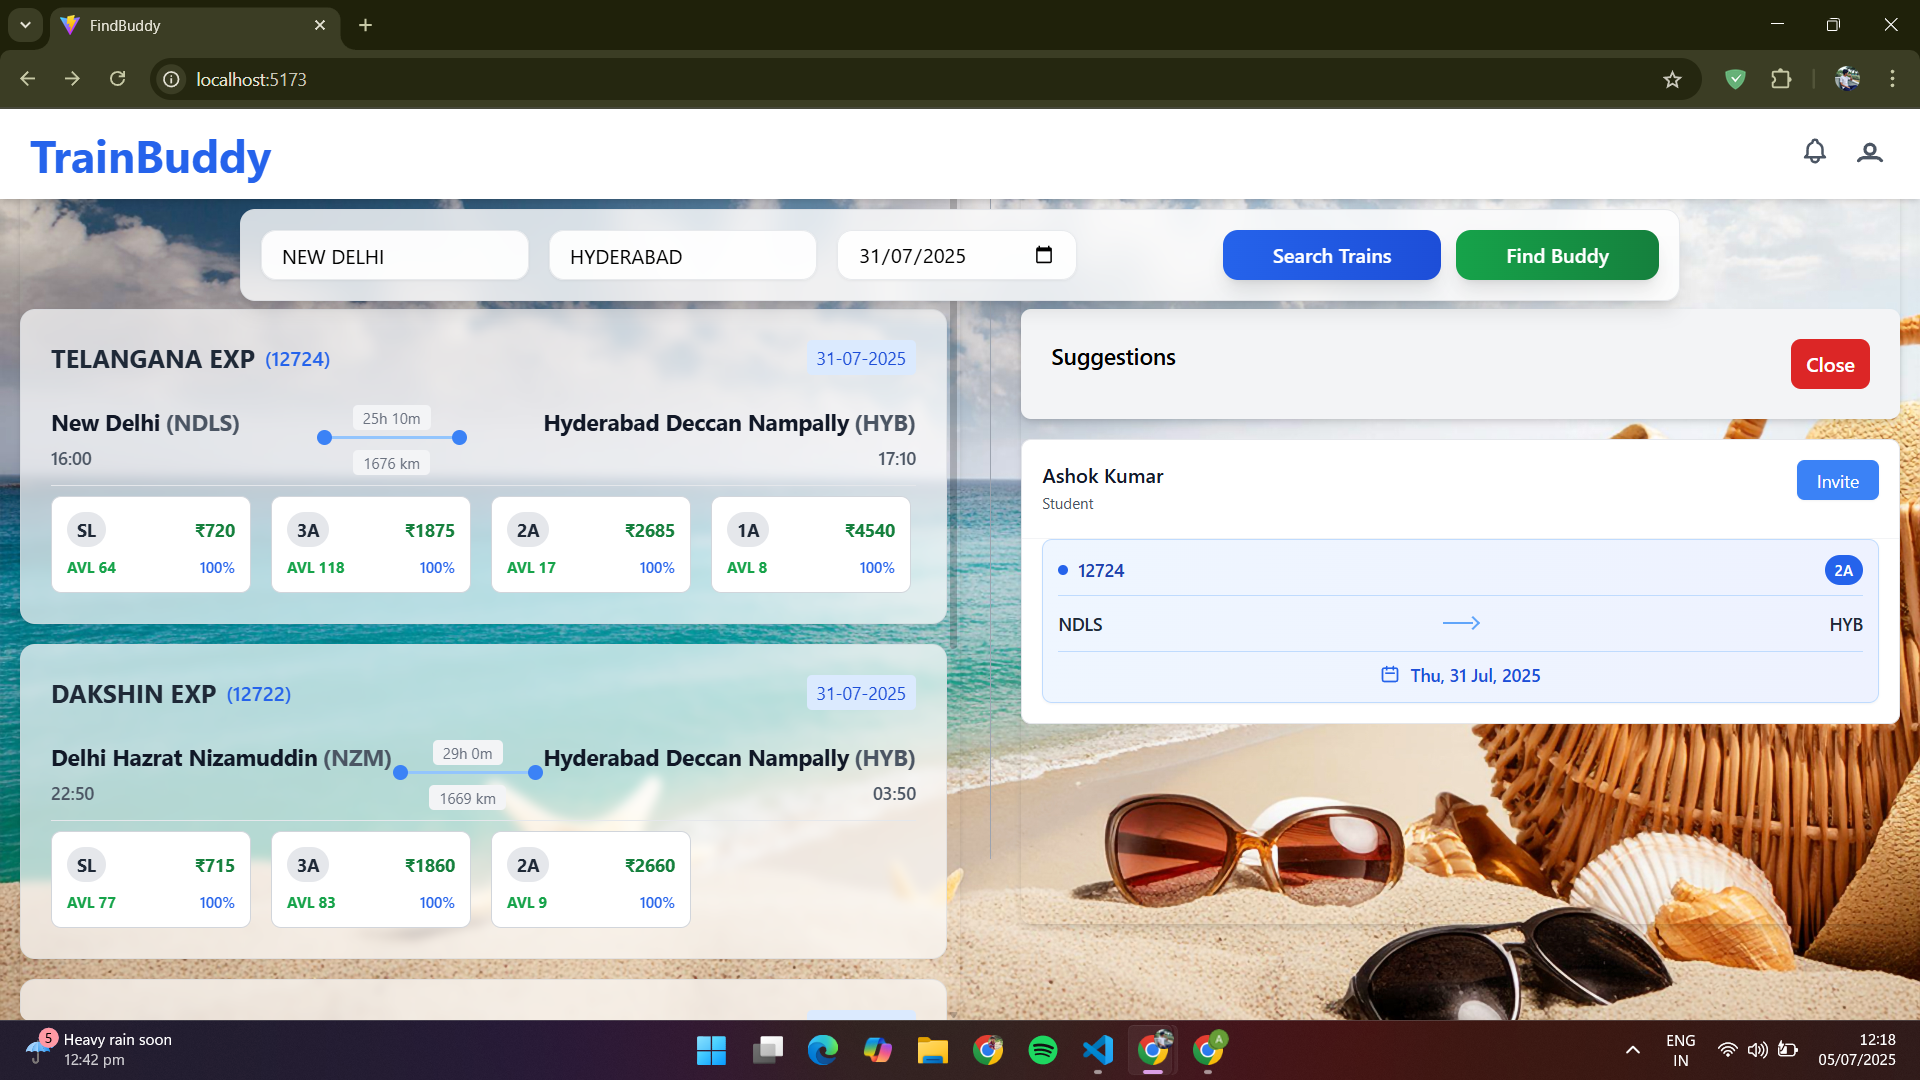 FindBuddy
localhost:5173
TrainBuddy
NEW DELHI
HYDERABAD
31/07/2025
Search Trains
Find Buddy
TELANGANA EXP (12724)
31-07-2025
New Delhi (NDLS)
25h 10m
Hyderabad Deccan Nampally (HYB)
16:00
1676 km
17:10
SL ₹720
AVL 64 100%
3A ₹1875
AVL 118 100%
2A ₹2685
AVL 17 100%
1A ₹4540
AVL 8 100%
DAKSHIN EXP (12722)
31-07-2025
Delhi Hazrat Nizamuddin (NZM)
29h 0m
Hyderabad Deccan Nampally (HYB)
22:50
1669 km
03:50
SL ₹715
AVL 77 100%
3A ₹1860
AVL 83 100%
2A ₹2660
AVL 9 100%
Suggestions
Close
Ashok Kumar
Student
Invite
12724
2A
NDLS
HYB
Thu, 31 Jul, 2025
5
Heavy rain soon
12:42 pm
A
ENG
IN
12:18
05/07/2025